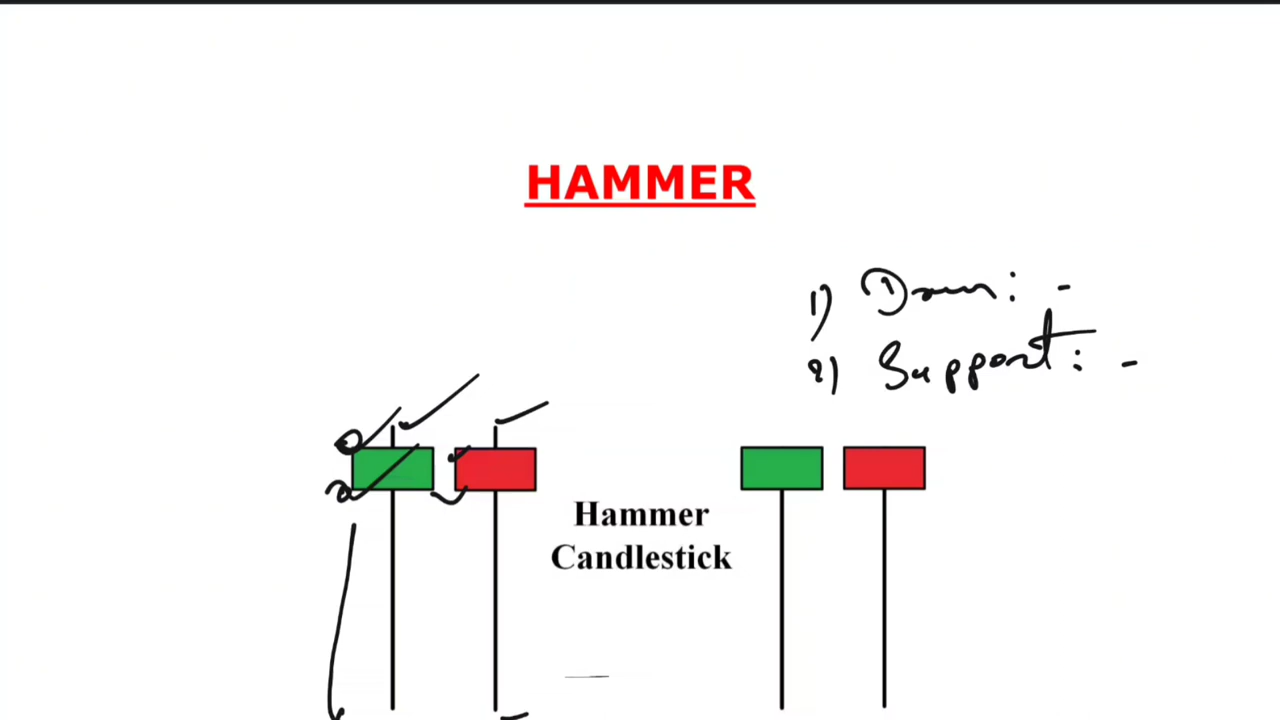 HAMMER
1) Down: -
2) Support: -
Hammer
Candlestick